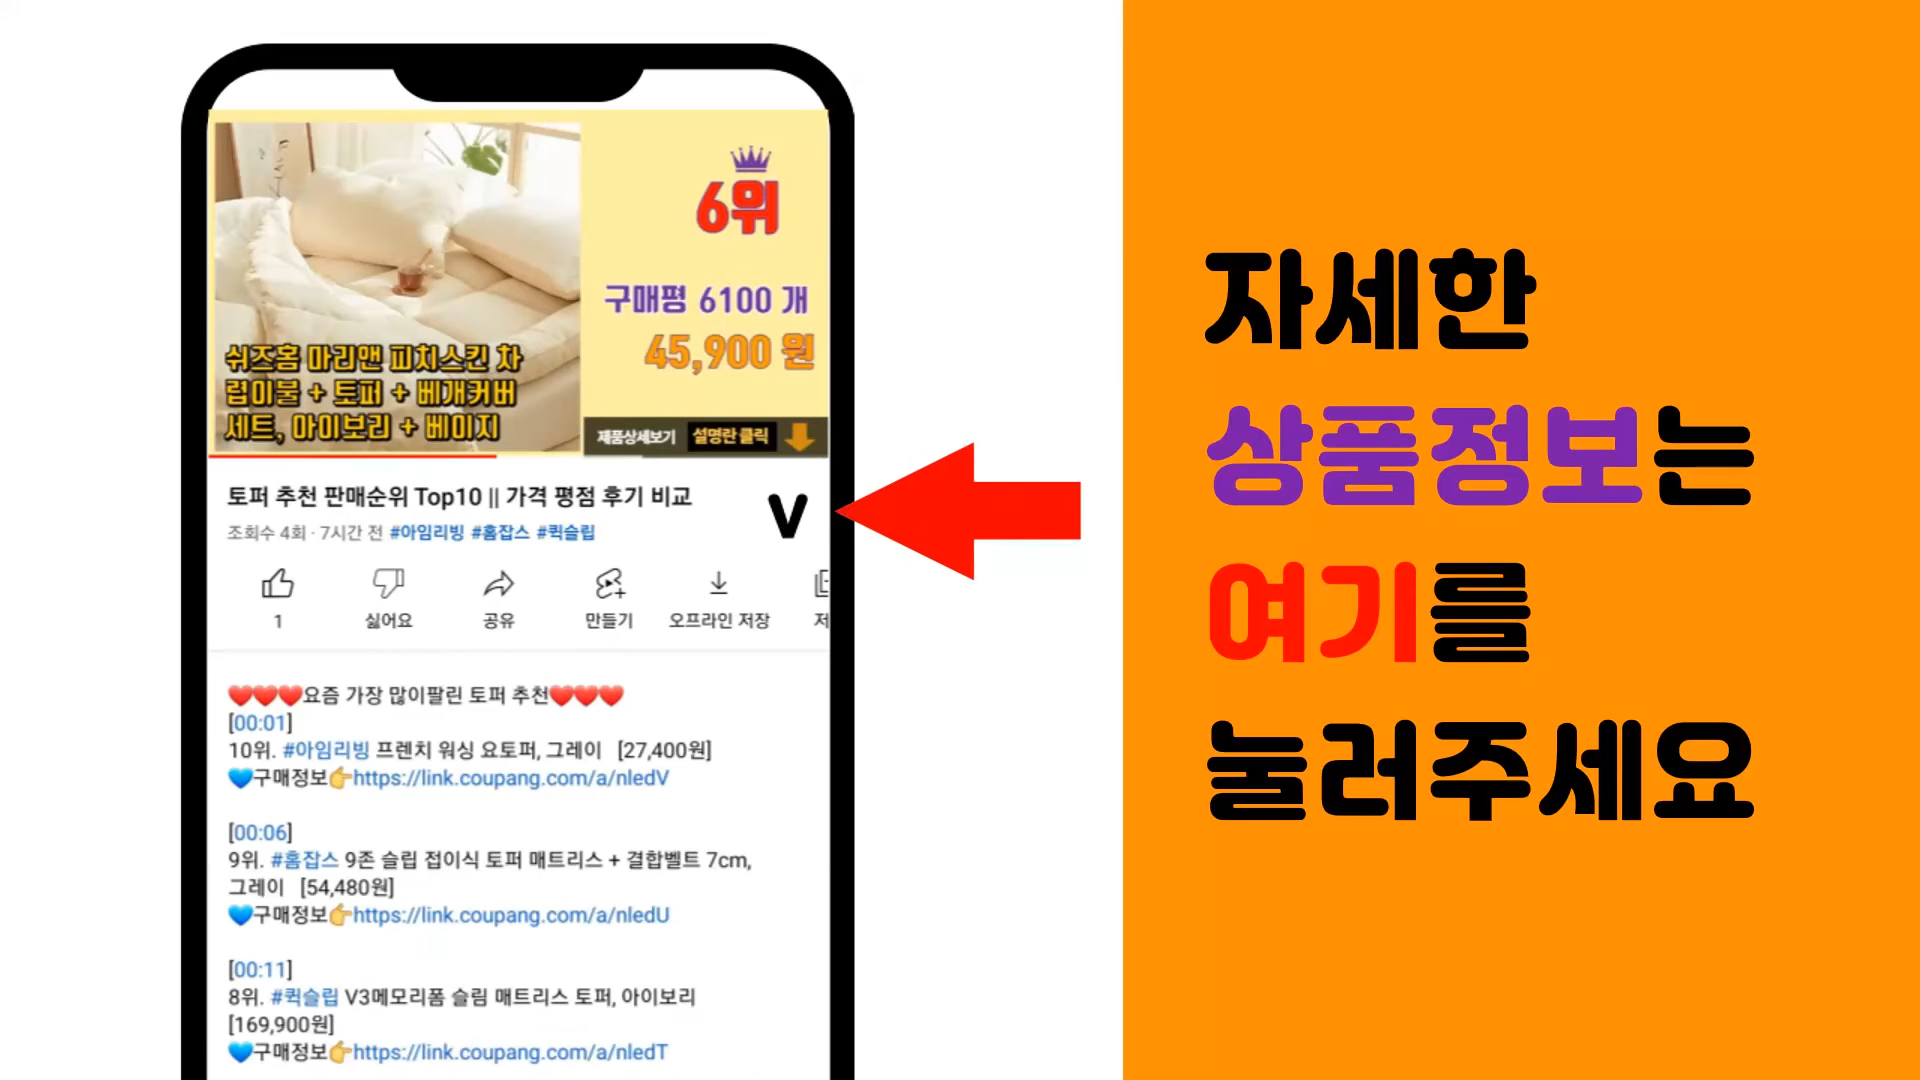 6위
구매평 6100 개
45,900 원
쉬즈홈 마리앤 피치스킨 차
렵이불 + 토퍼 + 베개커버
세트, 아이보리 + 베이지
제품상세보기 설명란 클릭
토퍼 추천 판매순위 Top10 || 가격 평점 후기 비교
V
조회수 4회 · 7시간 전 #아임리빙 #홈잡스 #퀵슬립
1 싫어요 공유 만들기 오프라인 저장 저
❤❤❤요즘 가장 많이팔린 토퍼 추천❤❤❤
[00:01]
10위. #아임리빙 프렌치 워싱 요토퍼, 그레이 [27,400원]
💙구매정보👉https://link.coupang.com/a/nledV
[00:06]
9위. #홈잡스 9존 슬립 접이식 토퍼 매트리스 + 결합벨트 7cm,
그레이 [54,480원]
💙구매정보👉https://link.coupang.com/a/nledU
[00:11]
8위. #퀵슬립 V3메모리폼 슬림 매트리스 토퍼, 아이보리
[169,900원]
💙구매정보👉https://link.coupang.com/a/nledT
자세한
상품정보는
여기를
눌러주세요